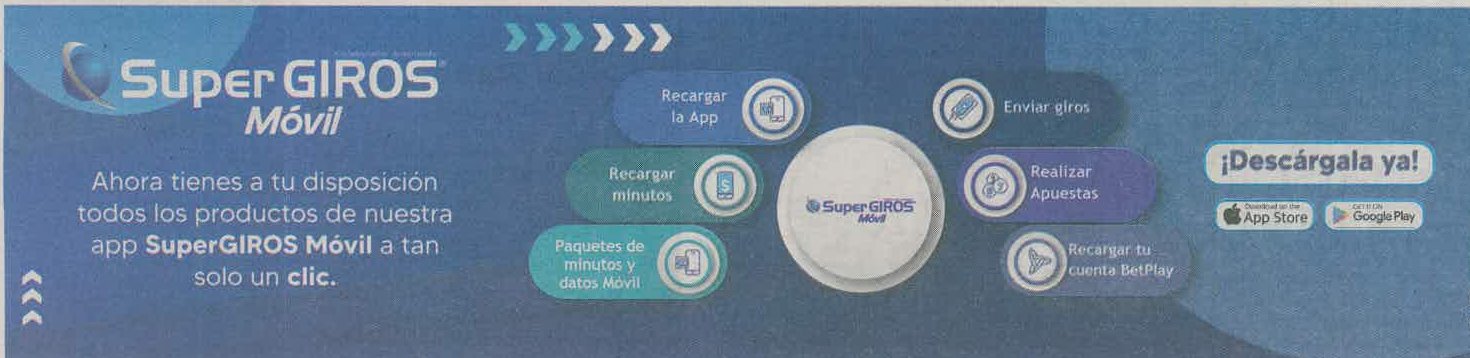 SuperGIROS
Móvil
Ahora tienes a tu disposición
todos los productos de nuestra
app SuperGIROS Móvil a tan
solo un clic.
Recargar
la App
Recargar
minutos
Paquetes de
minutos y
datos Móvil
SuperGIROS
Móvil
Enviar giros
Realizar
Apuestas
Recargar tu
cuenta BetPlay
¡Descárgala ya!
Download on the
App Store
GET IT ON
Google Play